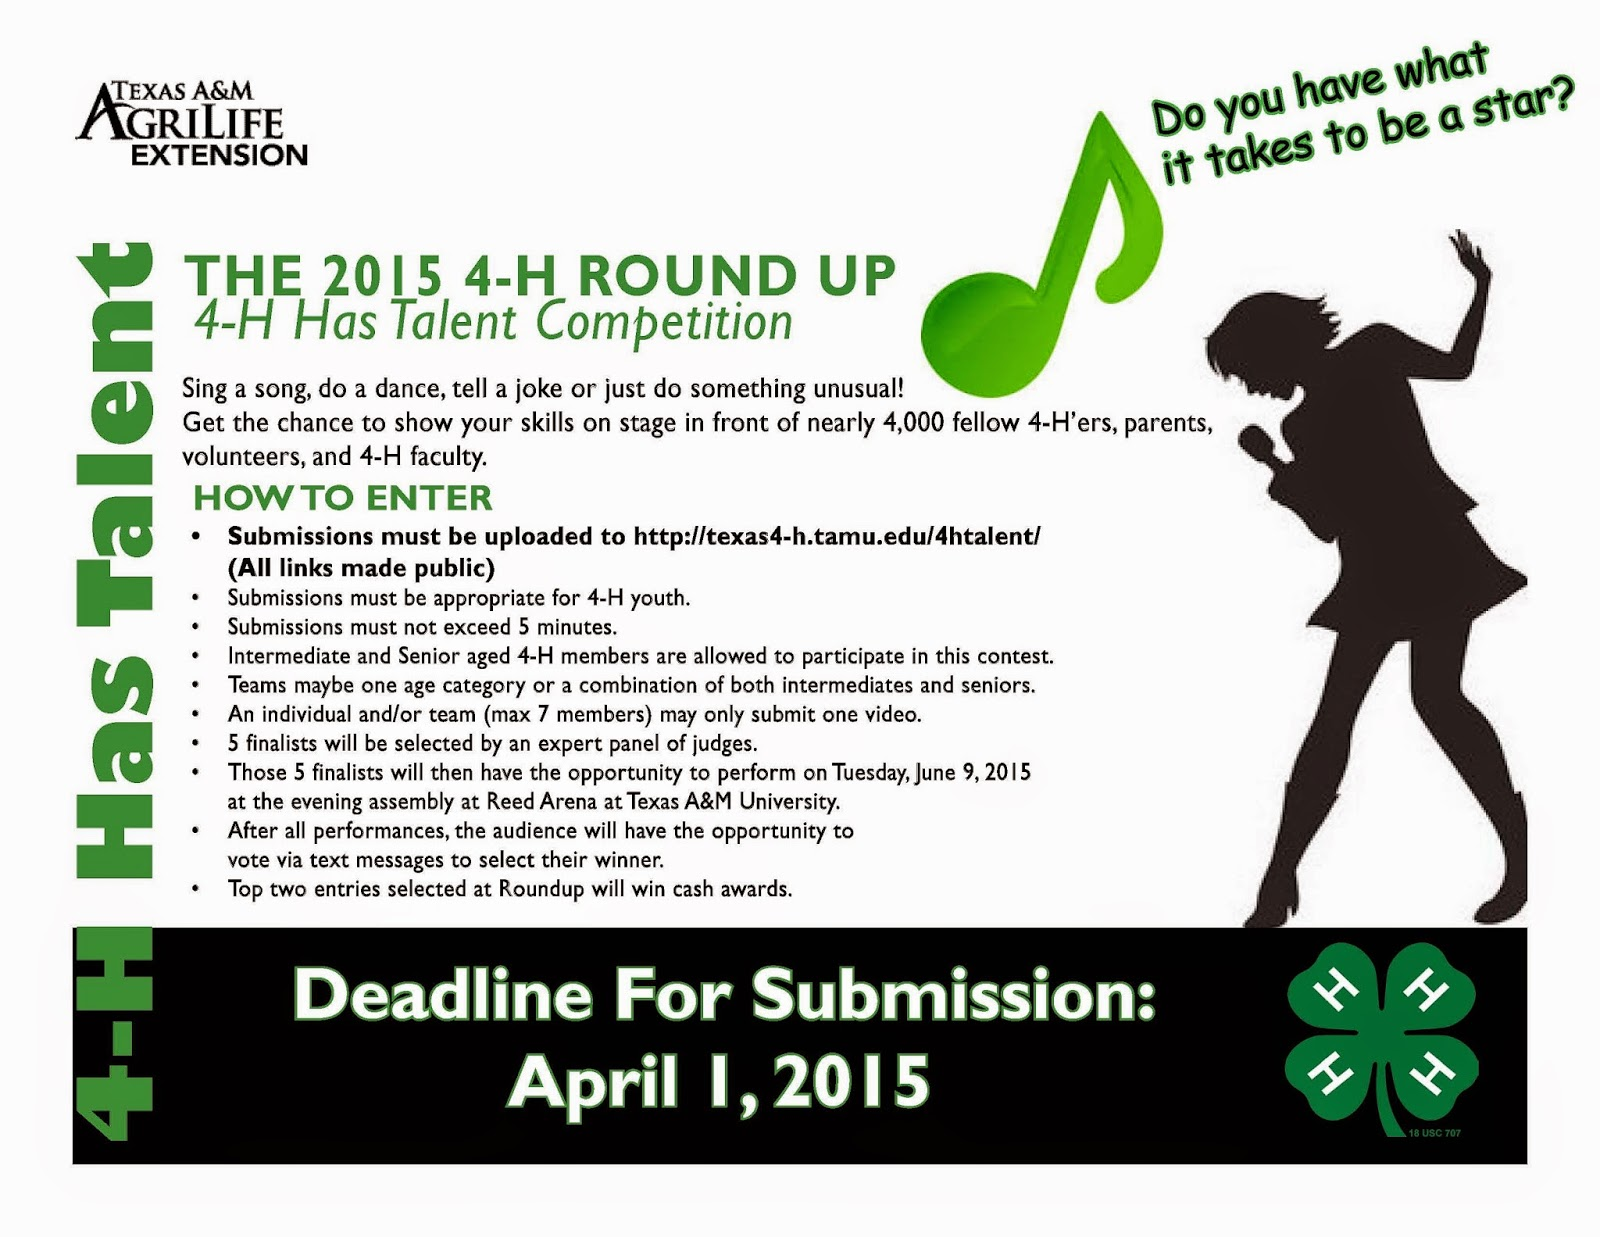 TEXAS A&M
AGRILIFE
EXTENSION
Do you have what
it takes to be a star?
4-H Has Talent
THE 2015 4-H ROUND UP
4-H Has Talent Competition
Sing a song, do a dance, tell a joke or just do something unusual!
Get the chance to show your skills on stage in front of nearly 4,000 fellow 4-H'ers, parents,
volunteers, and 4-H faculty.
HOW TO ENTER
• Submissions must be uploaded to http://texas4-h.tamu.edu/4htalent/
(All links made public)
• Submissions must be appropriate for 4-H youth.
• Submissions must not exceed 5 minutes.
• Intermediate and Senior aged 4-H members are allowed to participate in this contest.
• Teams maybe one age category or a combination of both intermediates and seniors.
• An individual and/or team (max 7 members) may only submit one video.
• 5 finalists will be selected by an expert panel of judges.
• Those 5 finalists will then have the opportunity to perform on Tuesday, June 9, 2015
at the evening assembly at Reed Arena at Texas A&M University.
• After all performances, the audience will have the opportunity to
vote via text messages to select their winner.
• Top two entries selected at Roundup will win cash awards.
Deadline For Submission:
April 1, 2015
H H
H H
18 USC 707